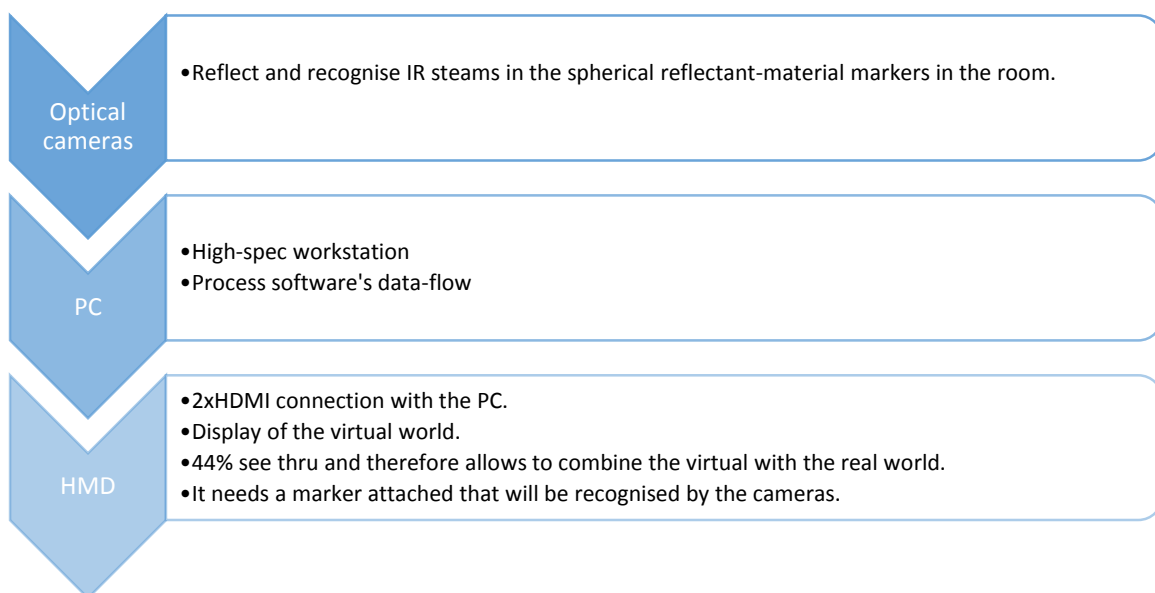 Optical
cameras
•Reflect and recognise IR steams in the spherical reflectant-material markers in the room.
PC
•High-spec workstation
•Process software's data-flow
HMD
•2xHDMI connection with the PC.
•Display of the virtual world.
•44% see thru and therefore allows to combine the virtual with the real world.
•It needs a marker attached that will be recognised by the cameras.